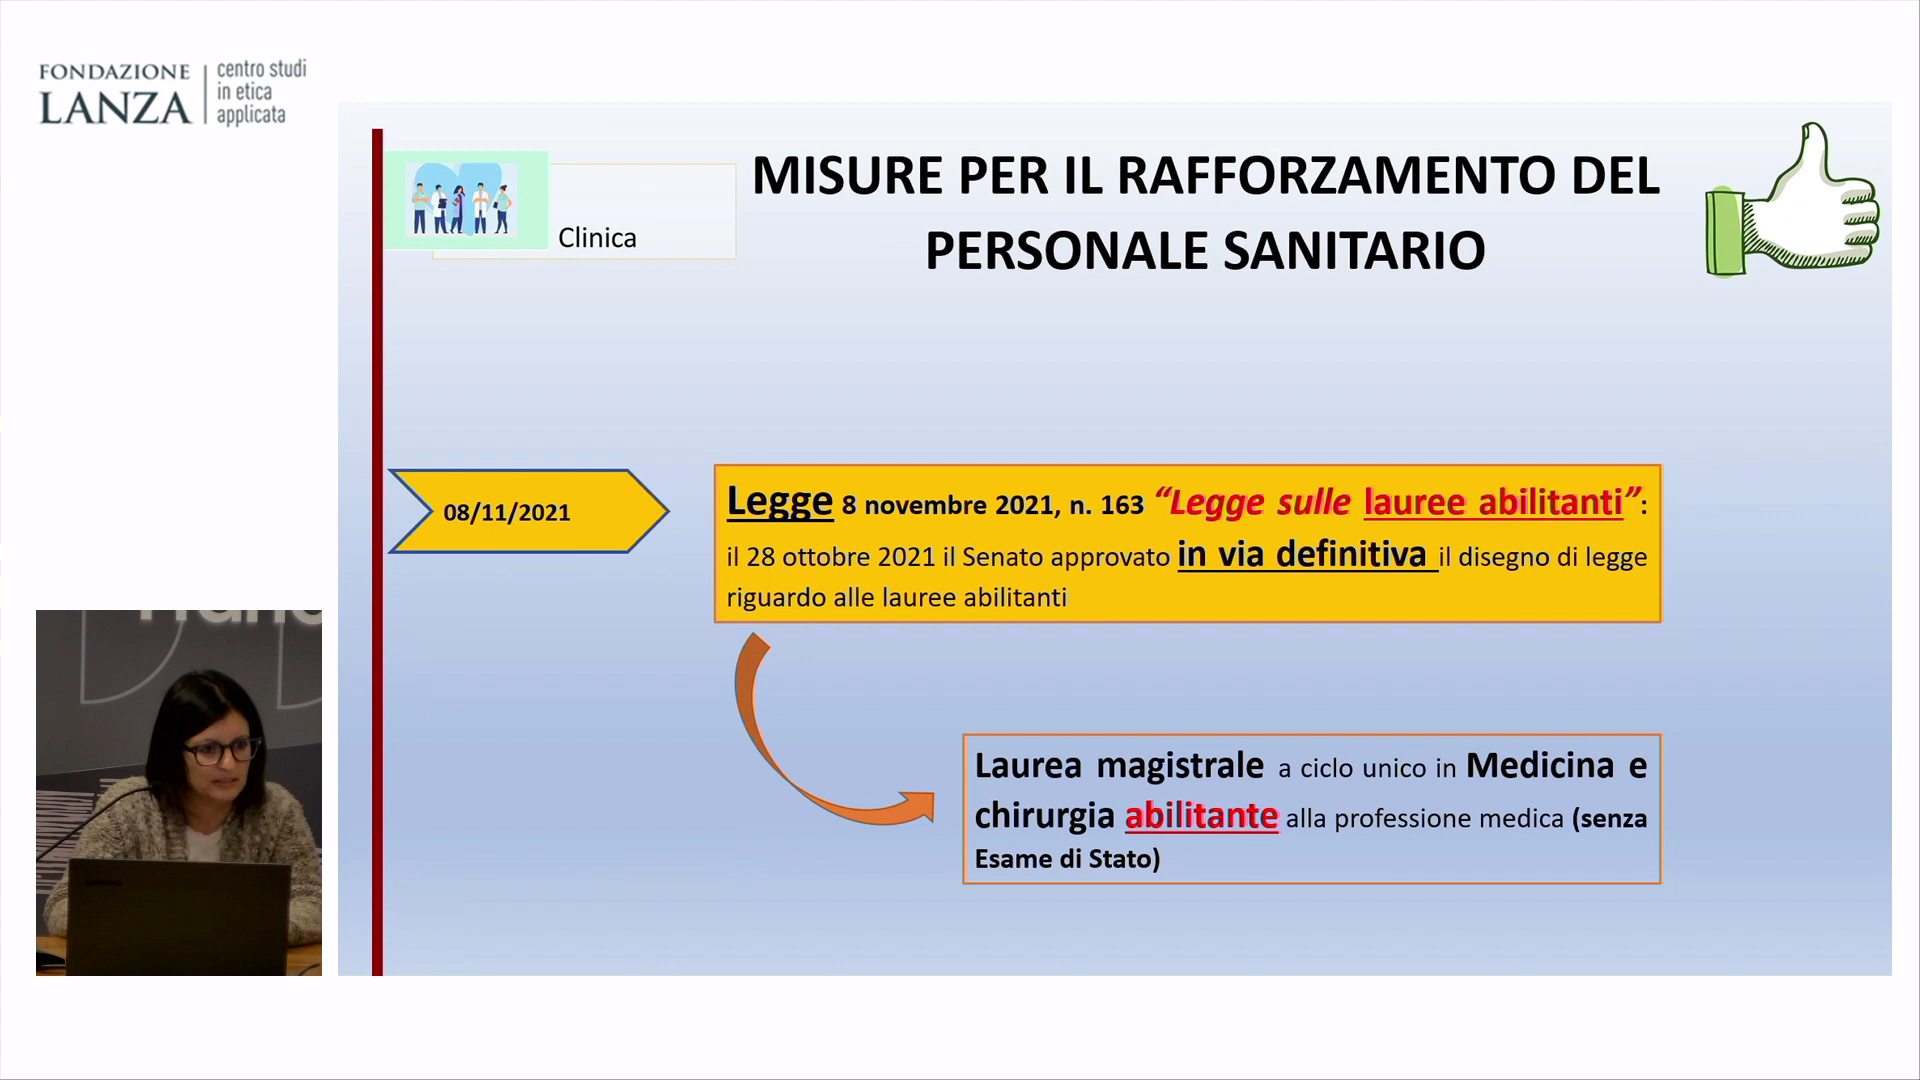 FONDAZIONE
LANZA
centro studi
in etica
applicata
MISURE PER IL RAFFORZAMENTO DEL
PERSONALE SANITARIO
Clinica
08/11/2021
Legge 8 novembre 2021, n. 163 “Legge sulle lauree abilitanti”:
il 28 ottobre 2021 il Senato approvato in via definitiva il disegno di legge
riguardo alle lauree abilitanti
Laurea magistrale a ciclo unico in Medicina e
chirurgia abilitante alla professione medica (senza
Esame di Stato)